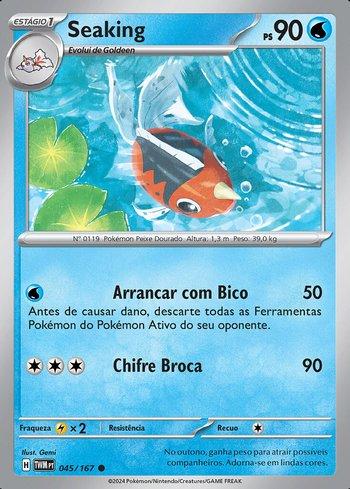 ESTÁGIO 1
Seaking
PS 90
Evolui de Goldeen
Nº 0119 Pokémon Peixe Dourado Altura: 1,3 m Peso: 39,0 kg
Arrancar com Bico 50
Antes de causar dano, descarte todas as Ferramentas
Pokémon do Pokémon Ativo do seu oponente.
Chifre Broca 90
Fraqueza ×2 Resistência Recuo
Ilust. Gemi
No outono, ganha peso para atrair possíveis
companheiros. Adorna-se em lindas cores.
H TWM PT 045/167
©2024 Pokémon/Nintendo/Creatures/GAME FREAK